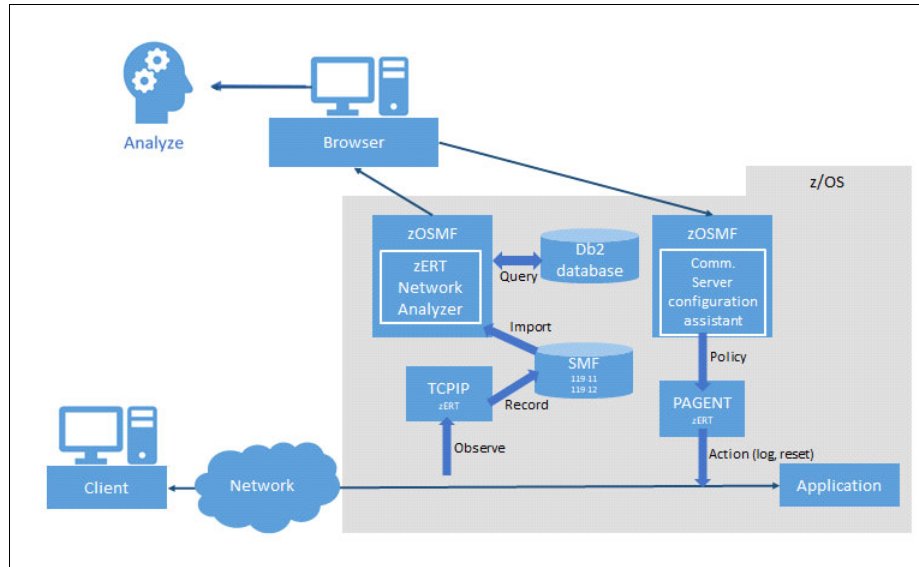 Analyze
Browser
z/OS
zOSMF
zERT
Network
Analyzer
Db2
database
Query
zOSMF
Comm.
Server
configuration
assistant
Import
SMF
119-11
119-12
Policy
TCPIP
zERT
Record
PAGENT
zERT
Observe
Action (log, reset)
Client
Network
Application